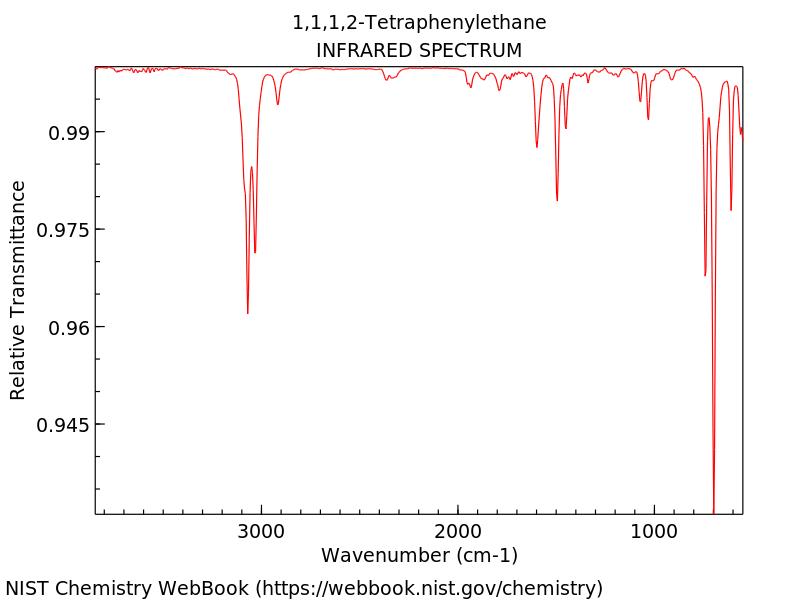 1,1,1,2-Tetraphenylethane
INFRARED SPECTRUM
Relative Transmittance
0.99
0.975
0.96
0.945
3000 2000 1000
Wavenumber (cm-1)
NIST Chemistry WebBook (https://webbook.nist.gov/chemistry)